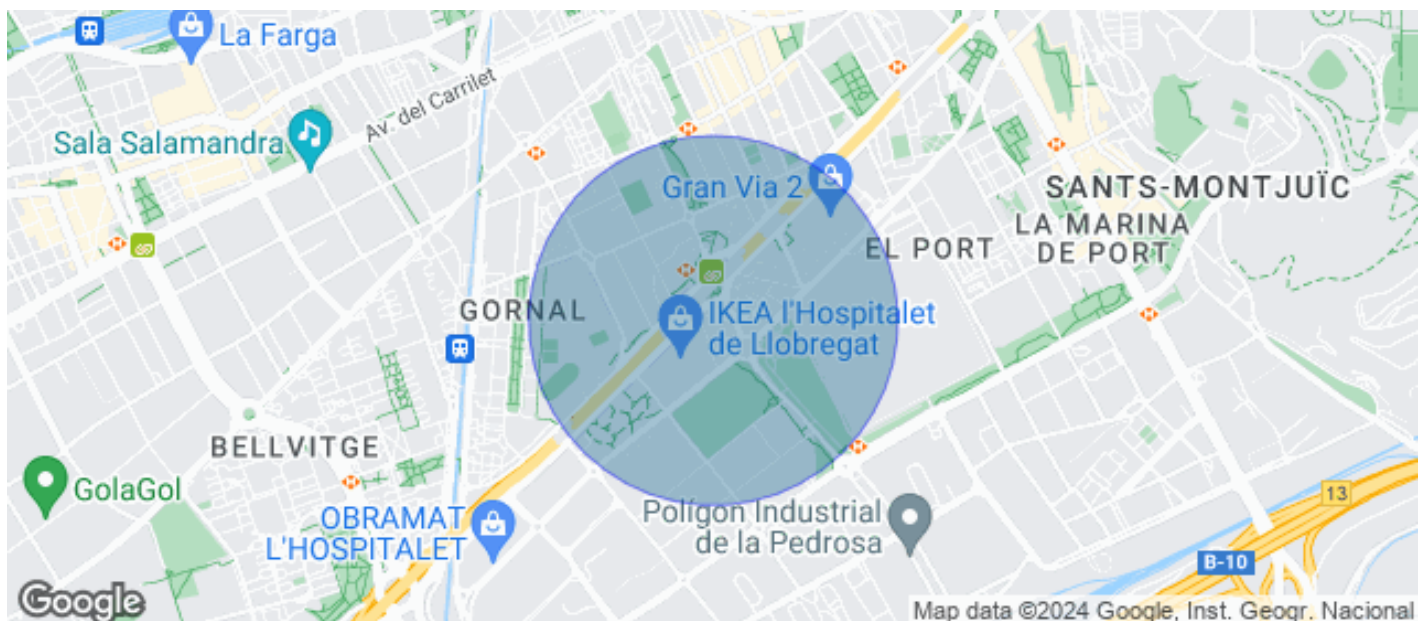 La Farga
Av. del Carrilet
Sala Salamandra
Gran Via 2
SANTS-MONTJUÏC
LA MARINA
DE PORT
EL PORT
GORNAL
IKEA l'Hospitalet
de Llobregat
BELLVITGE
GolaGol
OBRAMAT
L'HOSPITALET
Polígon Industrial
de la Pedrosa
13
B-10
Google
Map data ©2024 Google, Inst. Geogr. Nacional